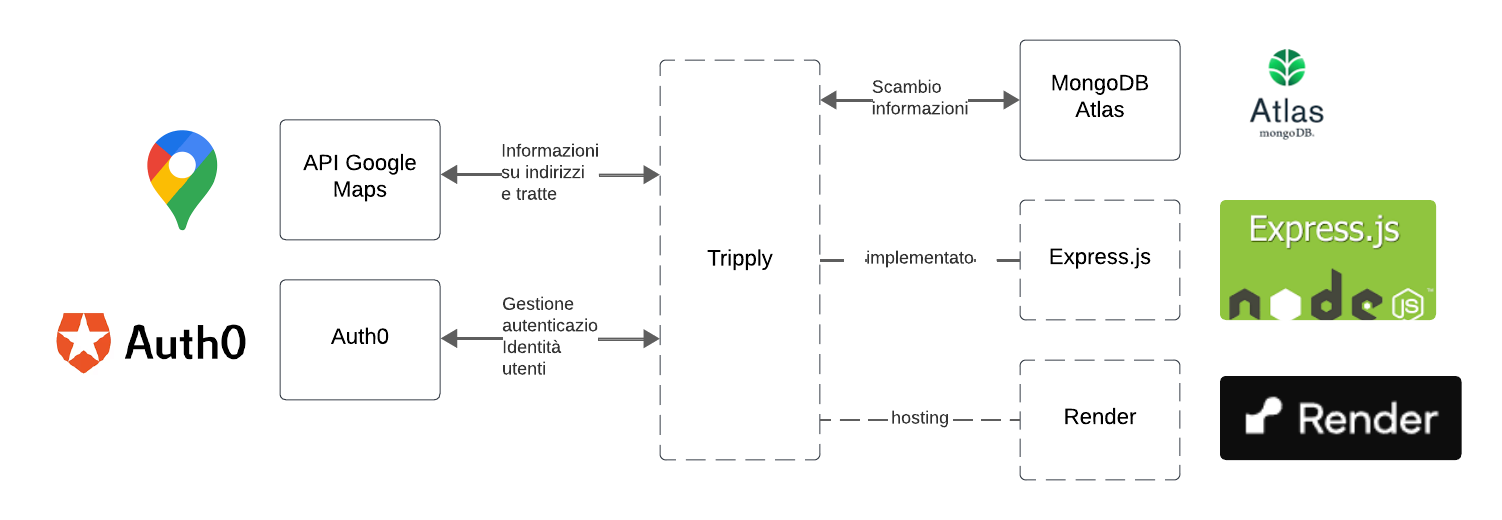 API Google
Maps
Informazioni
su indirizzi
e tratte
Auth0
Auth0
Gestione
autenticazio
Identità
utenti
Tripply
Scambio
informazioni
MongoDB
Atlas
Atlas
mongoDB.
implementato
Express.js
Express.js
node
JS
™
hosting
Render
Render